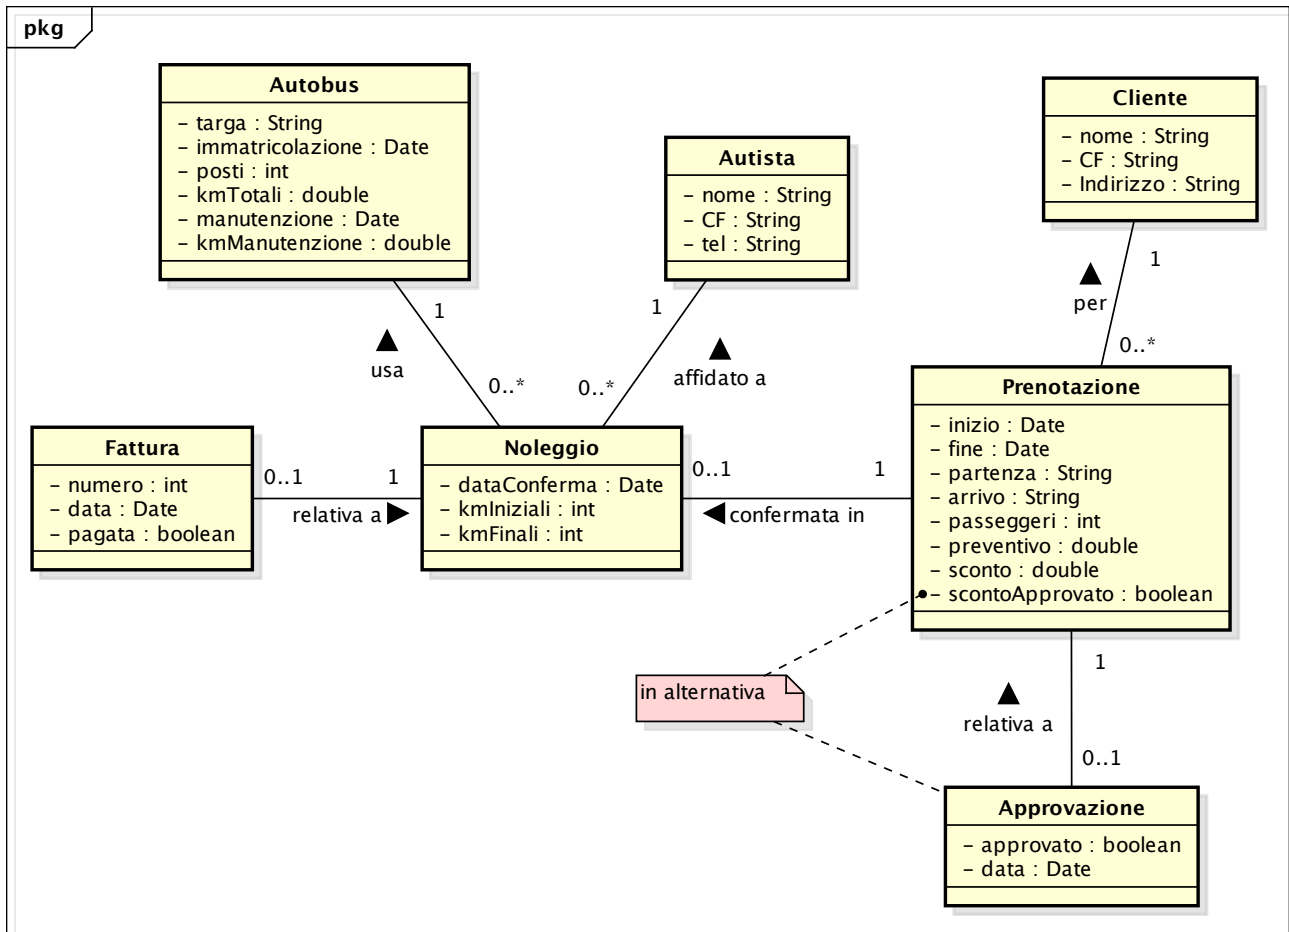 pkg
Autobus
– targa : String
– immatricolazione : Date
– posti : int
– kmTotali : double
– manutenzione : Date
– kmManutenzione : double
Autista
– nome : String
– CF : String
– tel : String
Cliente
– nome : String
– CF : String
– Indirizzo : String
1
usa
0..*
1
affidato a
0..*
1
per
0..*
Fattura
– numero : int
– data : Date
– pagata : boolean
0..1
1
relativa a
Noleggio
– dataConferma : Date
– kmIniziali : int
– kmFinali : int
0..1
1
confermata in
Prenotazione
– inizio : Date
– fine : Date
– partenza : String
– arrivo : String
– passeggeri : int
– preventivo : double
– sconto : double
– scontoApprovato : boolean
in alternativa
1
relativa a
0..1
Approvazione
– approvato : boolean
– data : Date